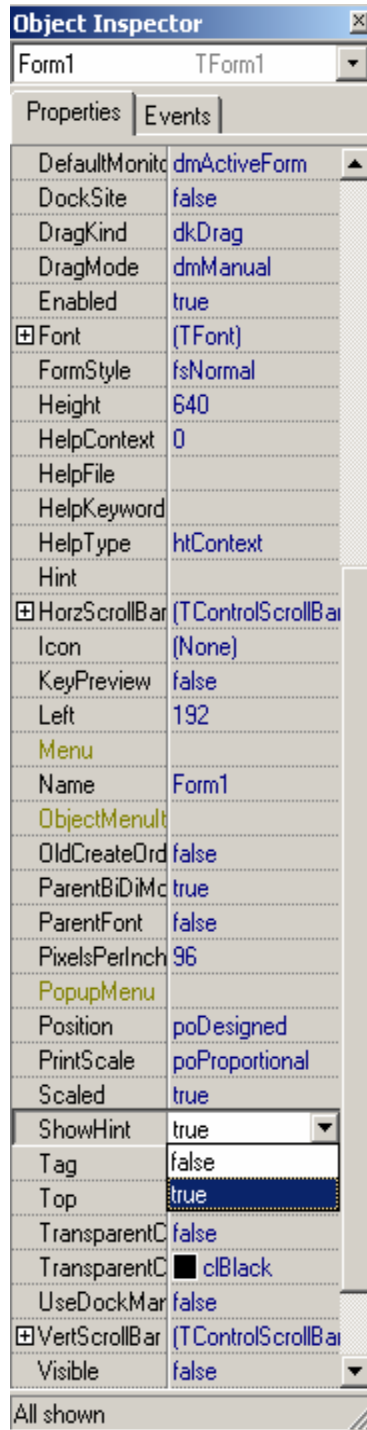 Object Inspector
Form1 TForm1
Properties Events
DefaultMonito dmActiveForm
DockSite false
DragKind dkDrag
DragMode dmManual
Enabled true
Font (TFont)
FormStyle fsNormal
Height 640
HelpContext 0
HelpFile
HelpKeyword
HelpType htContext
Hint
HorzScrollBar (TControlScrollBar
Icon (None)
KeyPreview false
Left 192
Menu
Name Form1
ObjectMenuIt
OldCreateOrd false
ParentBiDiMo true
ParentFont false
PixelsPerInch 96
PopupMenu
Position poDesigned
PrintScale poProportional
Scaled true
ShowHint true
Tag false
Top true
TransparentC false
TransparentC clBlack
UseDockMan false
VertScrollBar (TControlScrollBar
Visible false
All shown